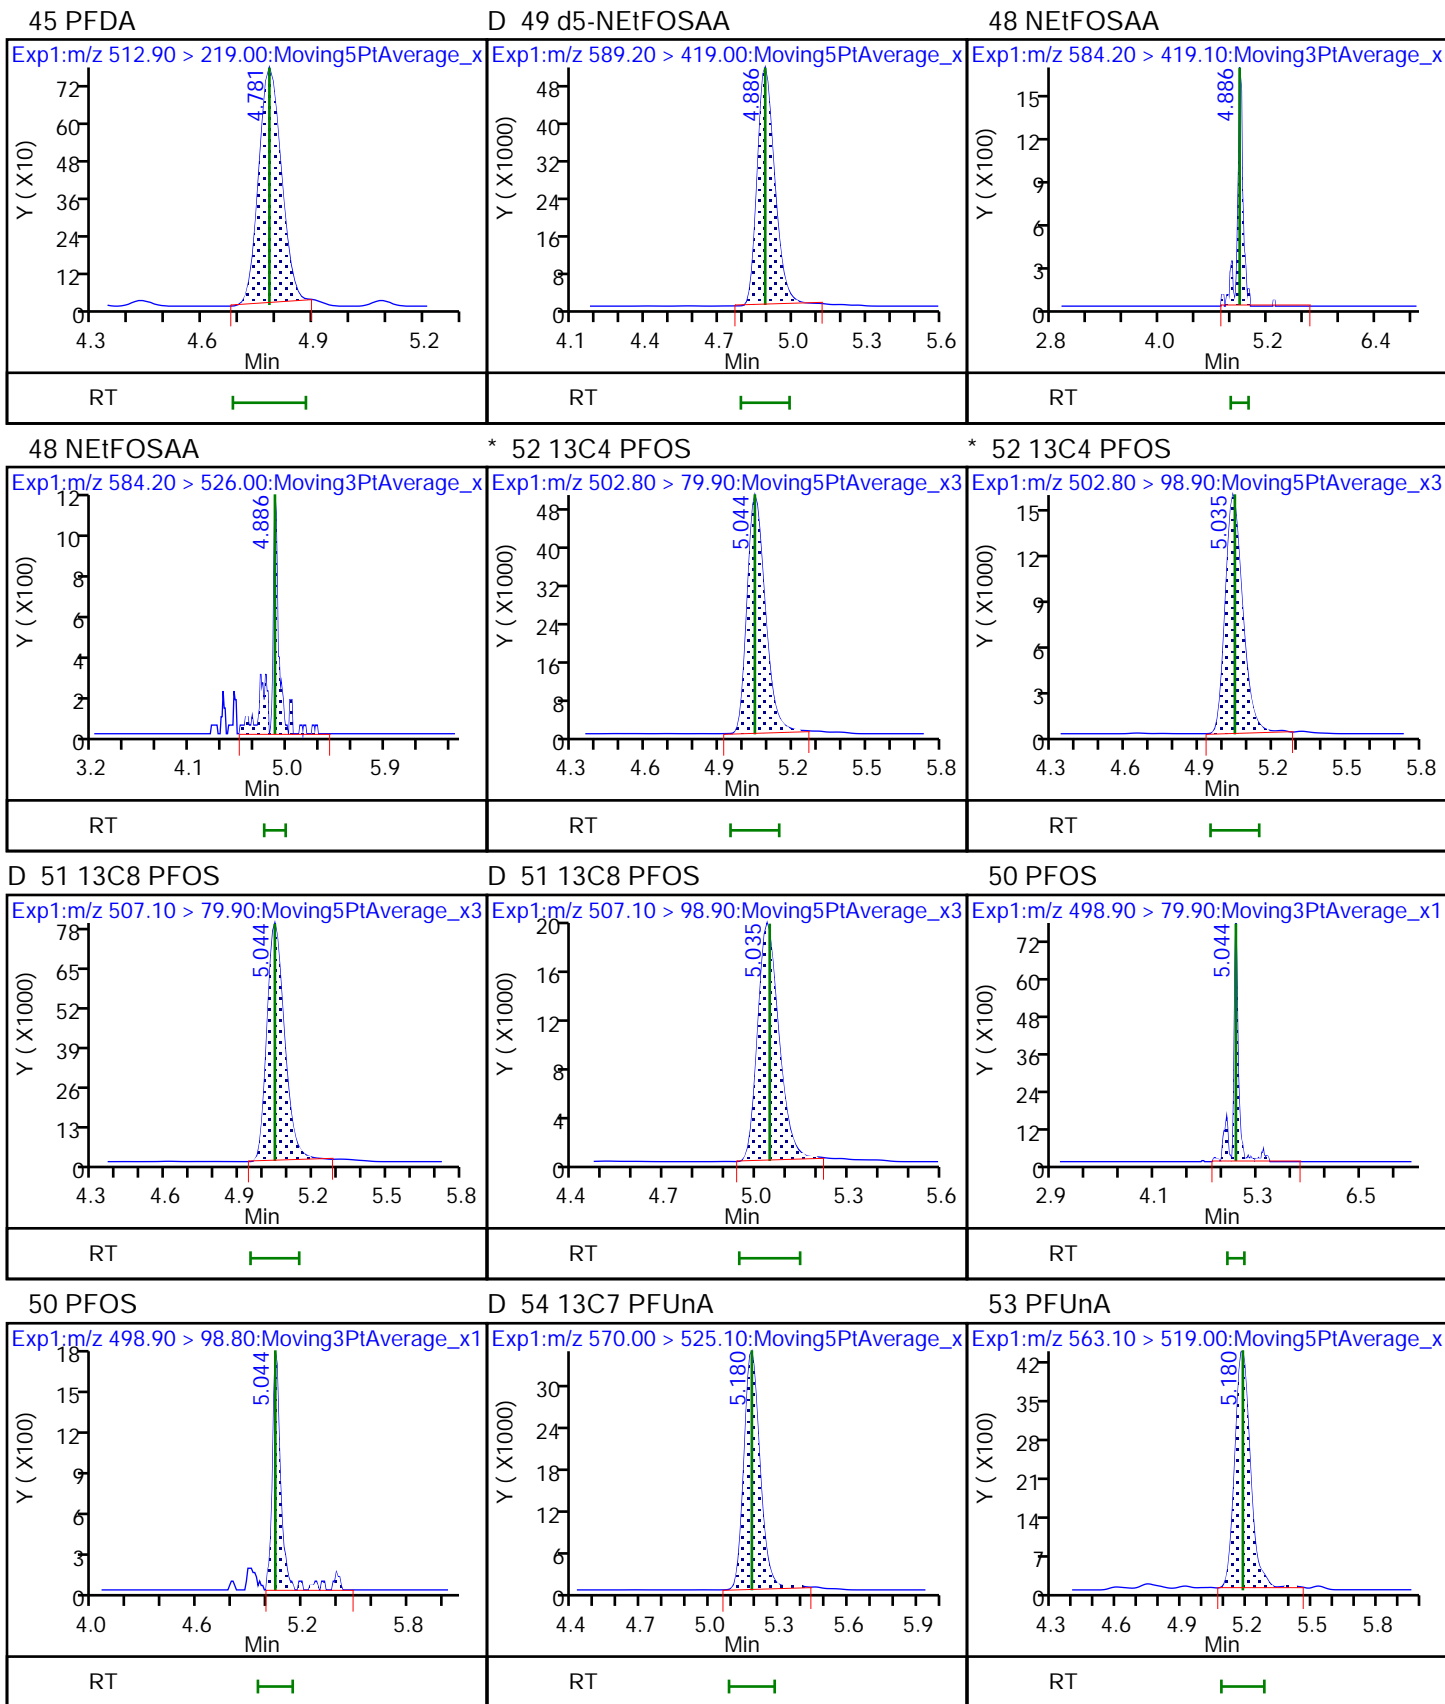 45 PFDA
Exp1:m/z 512.90 > 219.00:Moving5PtAverage_x
Y ( X10)
72
60
48
36
24
12
0
4.781
4.3 4.6 4.9 5.2
Min
RT
D 49 d5-NEtFOSAA
Exp1:m/z 589.20 > 419.00:Moving5PtAverage_x
Y ( X1000)
48
40
32
24
16
8
0
4.886
4.1 4.4 4.7 5.0 5.3 5.6
Min
RT
48 NEtFOSAA
Exp1:m/z 584.20 > 419.10:Moving3PtAverage_x
Y ( X100)
15
12
9
6
3
0
4.886
2.8 4.0 5.2 6.4
Min
RT
48 NEtFOSAA
Exp1:m/z 584.20 > 526.00:Moving3PtAverage_x
Y ( X100)
12
10
8
6
4
2
0
4.886
3.2 4.1 5.0 5.9
Min
RT
* 52 13C4 PFOS
Exp1:m/z 502.80 > 79.90:Moving5PtAverage_x3
Y ( X1000)
48
40
32
24
16
8
0
5.044
4.3 4.6 4.9 5.2 5.5 5.8
Min
RT
* 52 13C4 PFOS
Exp1:m/z 502.80 > 98.90:Moving5PtAverage_x3
Y ( X1000)
15
12
9
6
3
0
5.035
4.3 4.6 4.9 5.2 5.5 5.8
Min
RT
D 51 13C8 PFOS
Exp1:m/z 507.10 > 79.90:Moving5PtAverage_x3
Y ( X1000)
78
65
52
39
26
13
0
5.044
4.3 4.6 4.9 5.2 5.5 5.8
Min
RT
D 51 13C8 PFOS
Exp1:m/z 507.10 > 98.90:Moving5PtAverage_x3
Y ( X1000)
20
16
12
8
4
0
5.035
4.4 4.7 5.0 5.3 5.6
Min
RT
50 PFOS
Exp1:m/z 498.90 > 79.90:Moving3PtAverage_x1
Y ( X100)
72
60
48
36
24
12
0
5.044
2.9 4.1 5.3 6.5
Min
RT
50 PFOS
Exp1:m/z 498.90 > 98.80:Moving3PtAverage_x1
Y ( X100)
18
15
12
9
6
3
0
5.044
4.0 4.6 5.2 5.8
Min
RT
D 54 13C7 PFUnA
Exp1:m/z 570.00 > 525.10:Moving5PtAverage_x
Y ( X1000)
30
24
18
12
6
0
5.180
4.4 4.7 5.0 5.3 5.6 5.9
Min
RT
53 PFUnA
Exp1:m/z 563.10 > 519.00:Moving5PtAverage_x
Y ( X100)
42
35
28
21
14
7
0
5.180
4.3 4.6 4.9 5.2 5.5 5.8
Min
RT